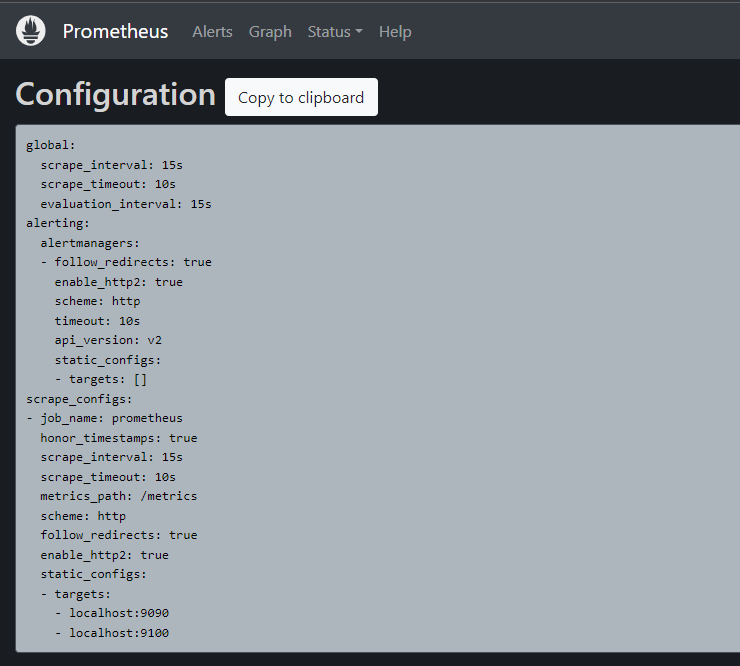 Prometheus Alerts Graph Status Help
Configuration Copy to clipboard
global:
  scrape_interval: 15s
  scrape_timeout: 10s
  evaluation_interval: 15s
alerting:
  alertmanagers:
  - follow_redirects: true
    enable_http2: true
    scheme: http
    timeout: 10s
    api_version: v2
    static_configs:
    - targets: []
scrape_configs:
- job_name: prometheus
  honor_timestamps: true
  scrape_interval: 15s
  scrape_timeout: 10s
  metrics_path: /metrics
  scheme: http
  follow_redirects: true
  enable_http2: true
  static_configs:
  - targets:
    - localhost:9090
    - localhost:9100